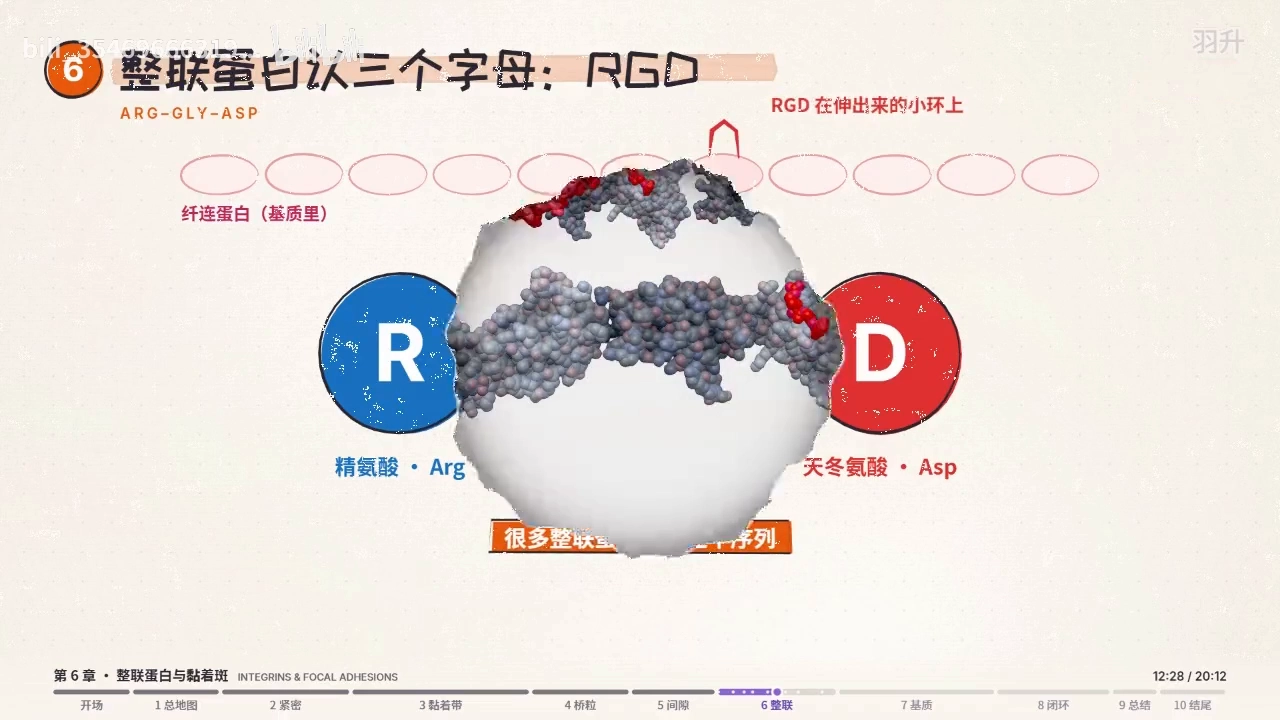 羽升
6
整联蛋白认三个字母：RGD
ARG–GLY–ASP
RGD 在伸出来的小环上
纤连蛋白（基质里）
R
D
精氨酸 · Arg
天冬氨酸 · Asp
很多整联
序列
第 6 章 · 整联蛋白与黏着斑 INTEGRINS & FOCAL ADHESIONS
12:28 / 20:12
开场 1 总地图 2 紧密 3 黏着带 4 桥粒 5 间隙 6 整联 7 基质 8 闭环 9 总结 10 结尾